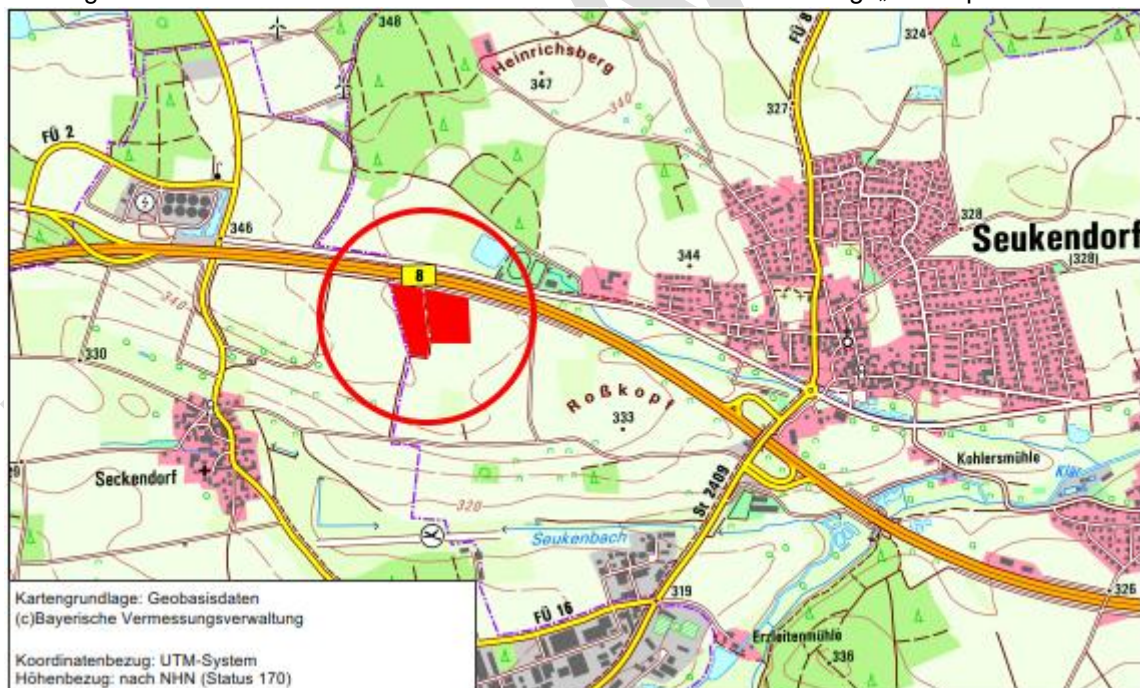 348
324
Heinrichsberg
347
340
FÜ 8
327
FÜ 2
346
328
Seukendorf
(328)
344
8
340
330
Roßkopf
333
Seckendorf
Kohlersmühle
Klär
St 2409
320
Seukenbach
319
326
FÜ 16
Erzleitenmühle
336
Kartengrundlage: Geobasisdaten
(c)Bayerische Vermessungsverwaltung
Koordinatenbezug: UTM-System
Höhenbezug: nach NHN (Status 170)